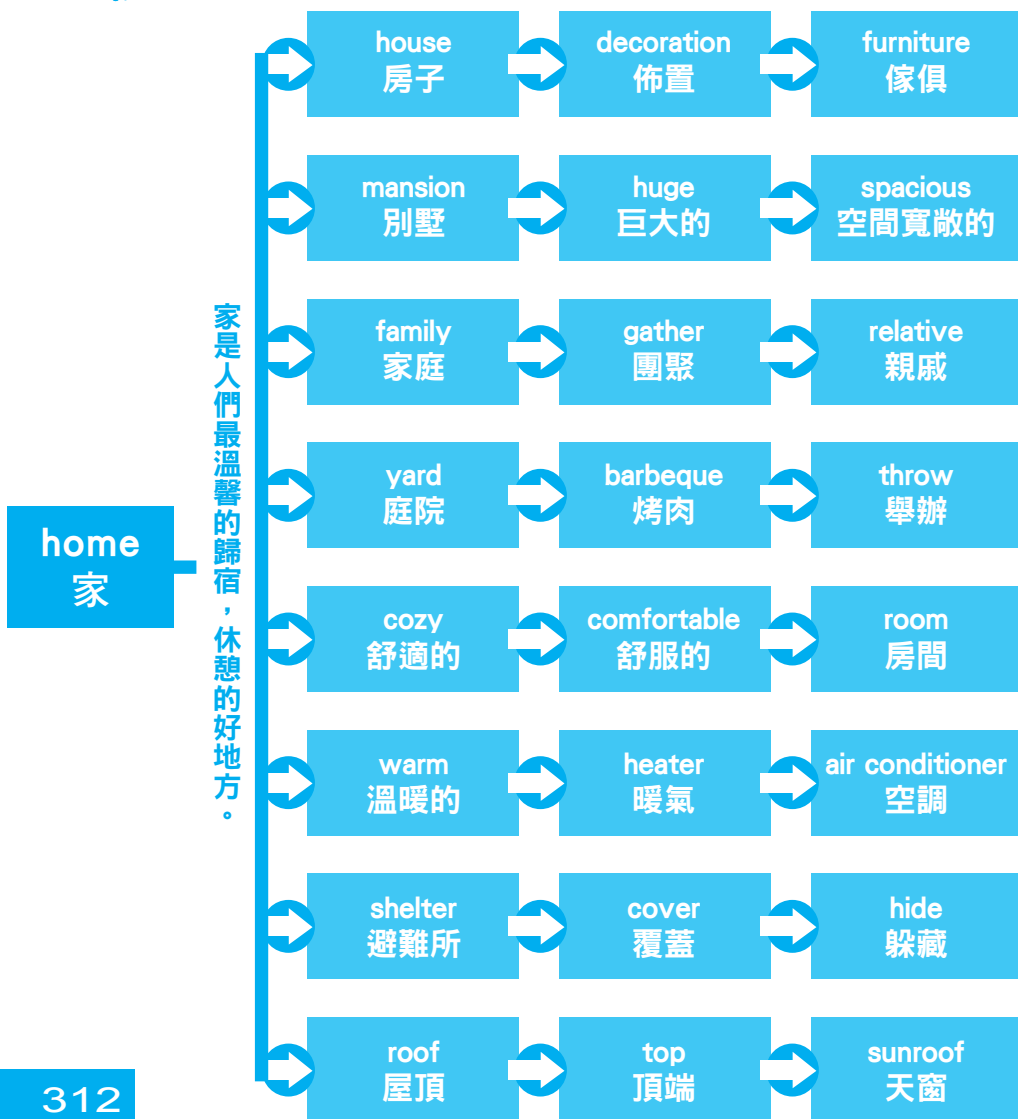 home
家
家是人們最溫馨的歸宿，休憩的好地方。
house
房子
decoration
佈置
furniture
傢俱
mansion
別墅
huge
巨大的
spacious
空間寬敞的
family
家庭
gather
團聚
relative
親戚
yard
庭院
barbeque
烤肉
throw
舉辦
cozy
舒適的
comfortable
舒服的
room
房間
warm
溫暖的
heater
暖氣
air conditioner
空調
shelter
避難所
cover
覆蓋
hide
躲藏
roof
屋頂
top
頂端
sunroof
天窗
312